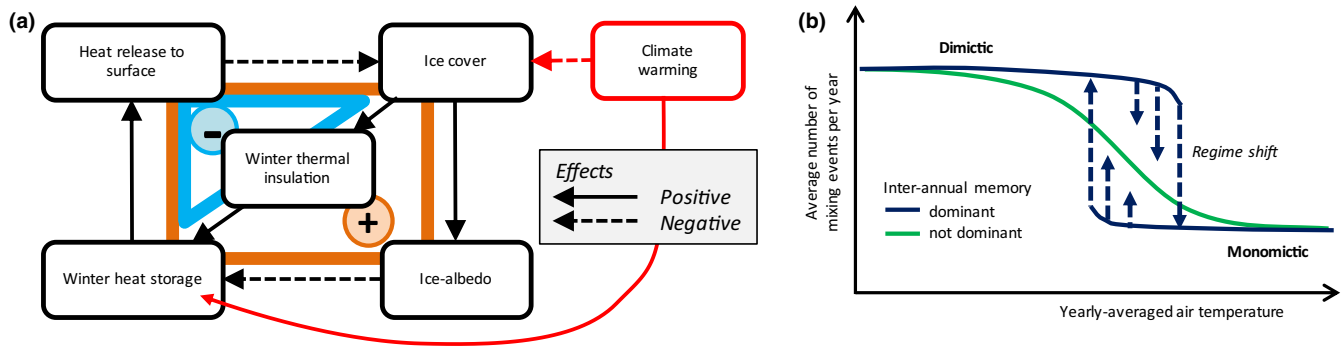 (a)
Heat release to
surface
Ice cover
Climate
warming
-
Winter thermal
insulation
+
Effects
Positive
Negative
Winter heat storage
Ice-albedo
(b)
Average number of
mixing events per year
Dimictic
Regime shift
Inter-annual memory
dominant
not dominant
Monomictic
Yearly-averaged air temperature